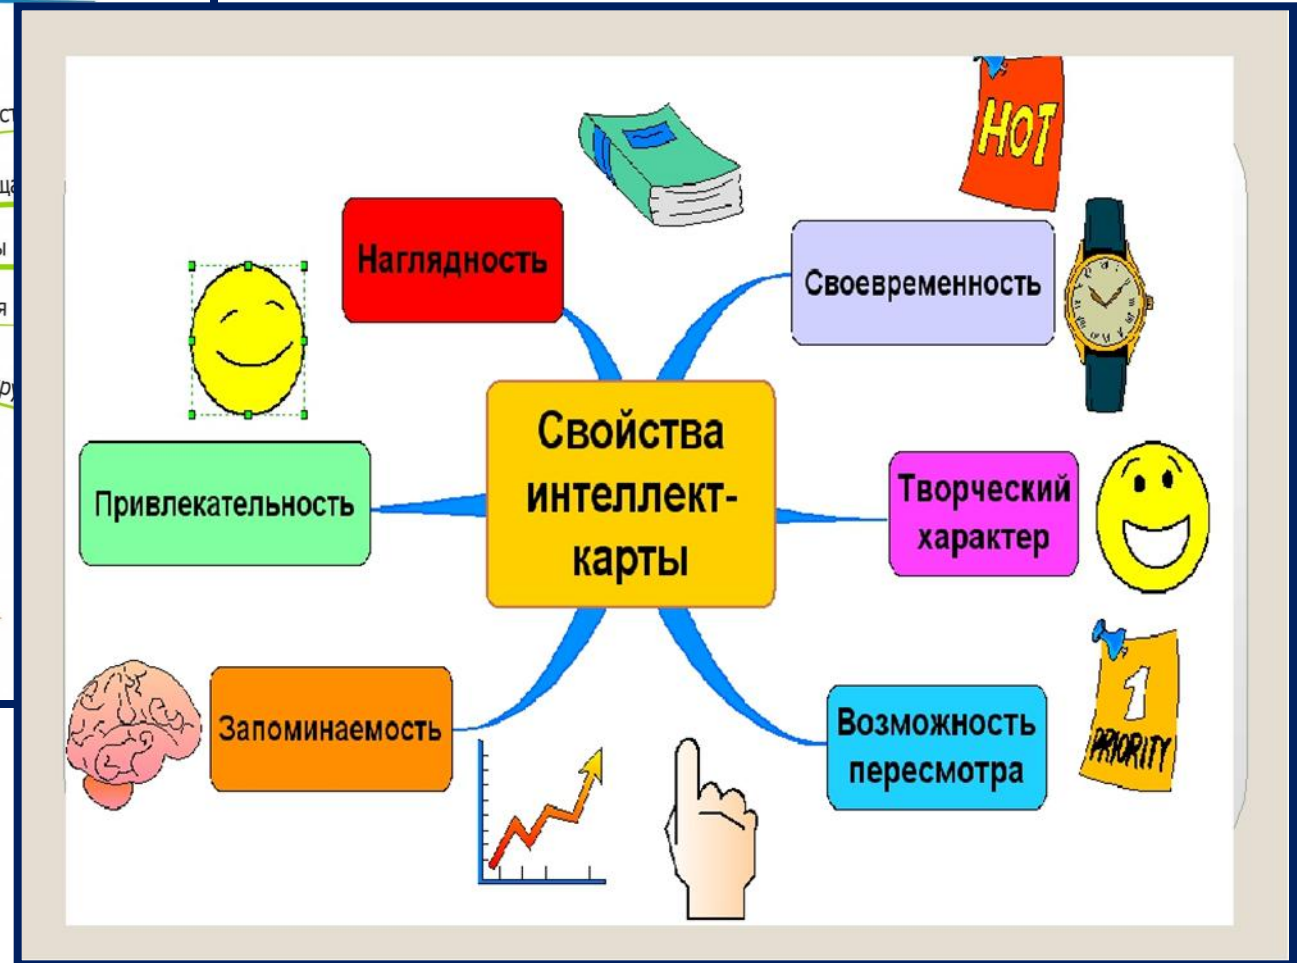 HOT
Наглядность
Своевременность
Свойства
интеллект-
карты
Привлекательность
Творческий
характер
Запоминаемость
Возможность
пересмотра
1
PRIORITY